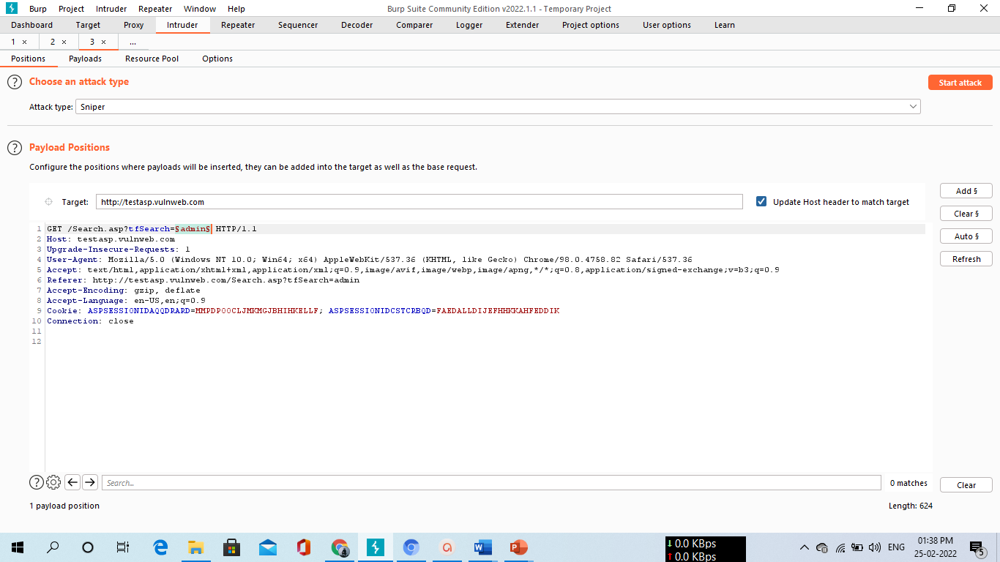 Burp Project Intruder Repeater Window Help Burp Suite Community Edition v2022.1.1 - Temporary Project
Dashboard Target Proxy Intruder Repeater Sequencer Decoder Comparer Logger Extender Project options User options Learn
1 × 2 × 3 × ...
Positions Payloads Resource Pool Options
? Choose an attack type Start attack
Attack type: Sniper
? Payload Positions
Configure the positions where payloads will be inserted, they can be added into the target as well as the base request.
Add §
Target: http://testasp.vulnweb.com Update Host header to match target
Clear §
Auto §
Refresh
1 GET /Search.asp?tfSearch=§admin§ HTTP/1.1
2 Host: testasp.vulnweb.com
3 Upgrade-Insecure-Requests: 1
4 User-Agent: Mozilla/5.0 (Windows NT 10.0; Win64; x64) AppleWebKit/537.36 (KHTML, like Gecko) Chrome/98.0.4758.82 Safari/537.36
5 Accept: text/html,application/xhtml+xml,application/xml;q=0.9,image/avif,image/webp,image/apng,*/*;q=0.8,application/signed-exchange;v=b3;q=0.9
6 Referer: http://testasp.vulnweb.com/Search.asp?tfSearch=admin
7 Accept-Encoding: gzip, deflate
8 Accept-Language: en-US,en;q=0.9
9 Cookie: ASPSESSIONIDAQQDRARD=MMPDPOOCLJMKMGJBHIHKELLF; ASPSESSIONIDCSTCRBQD=FAEDALLDIJEFHHKKAHFEDDIK
10 Connection: close
11
12
? Search... 0 matches Clear
1 payload position Length: 624
↓ 0.0 KBps
↑ 0.0 KBps
ENG
01:38 PM
25-02-2022
5